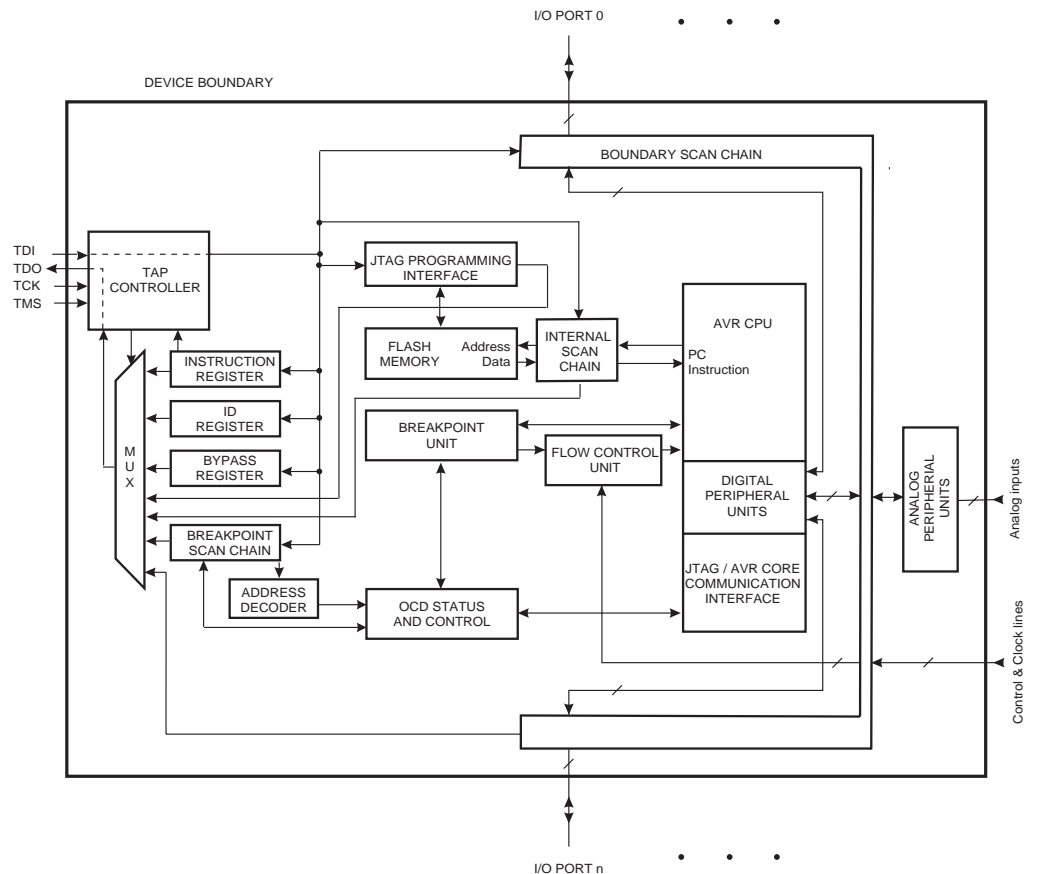 I/O PORT 0
DEVICE BOUNDARY
BOUNDARY SCAN CHAIN
TDI
TDO
TCK
TMS
TAP
CONTROLLER
JTAG PROGRAMMING
INTERFACE
AVR CPU
FLASH
MEMORY
Address
Data
INTERNAL
SCAN
CHAIN
PC
Instruction
INSTRUCTION
REGISTER
ID
REGISTER
M
U
X
BYPASS
REGISTER
BREAKPOINT
UNIT
FLOW CONTROL
UNIT
DIGITAL
PERIPHERAL
UNITS
ANALOG
PERIPHERIAL
UNITS
Analog inputs
BREAKPOINT
SCAN CHAIN
ADDRESS
DECODER
OCD STATUS
AND CONTROL
JTAG / AVR CORE
COMMUNICATION
INTERFACE
Control & Clock lines
I/O PORT n